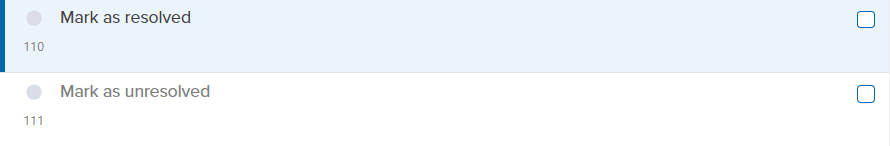 Mark as resolved
110
Mark as unresolved
111